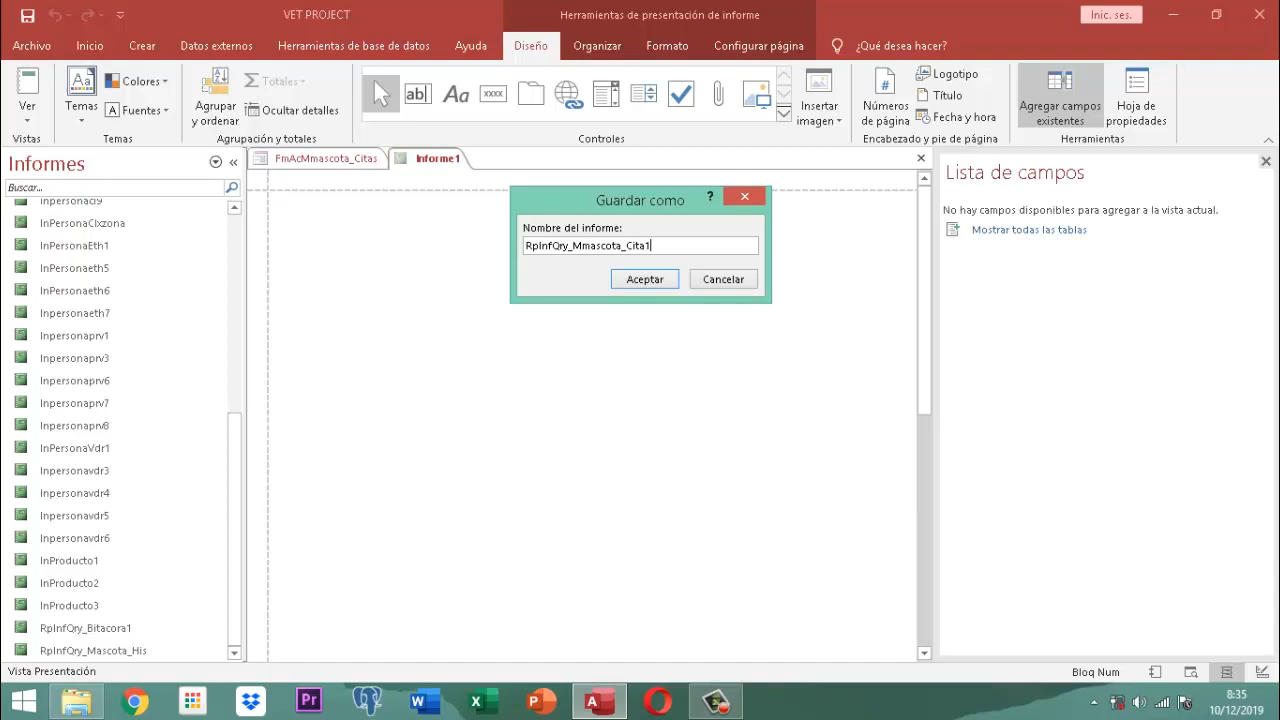 VET PROJECT
Herramientas de presentación de informe
Inic. ses.
Archivo
Inicio
Crear
Datos externos
Herramientas de base de datos
Ayuda
Diseño
Organizar
Formato
Configurar página
¿Qué desea hacer?
Ver
Vistas
Temas
Colores
Fuentes
Temas
Agrupar
y ordenar
Totales
Ocultar detalles
Agrupación y totales
ab
Aa
xxxx
Controles
Insertar
imagen
Números
de página
Logotipo
Título
Fecha y hora
Encabezado y pie de página
Agregar campos
existentes
Hoja de
propiedades
Herramientas
Informes
Buscar...
InpersonaCl9
InPersonaClxzona
InPersonaEth1
InPersonaeth5
InPersonaeth6
InPersonaeth7
Inpersonaprv1
Inpersonaprv3
Inpersonaprv6
Inpersonaprv7
Inpersonaprv8
InPersonaVdr1
Inpersonavdr3
Inpersonavdr4
Inpersonavdr5
Inpersonavdr6
InProducto1
InProducto2
InProducto3
RpInfQry_Bitacora1
RpInfQry_Mascota_His
FmAcMmascota_Citas
Informe1
Guardar como
?
Nombre del informe:
RpInfQry_Mmascota_Cita1
Aceptar
Cancelar
Lista de campos
No hay campos disponibles para agregar a la vista actual.
Mostrar todas las tablas
Vista Presentación
Bloq Num
8:35
10/12/2019